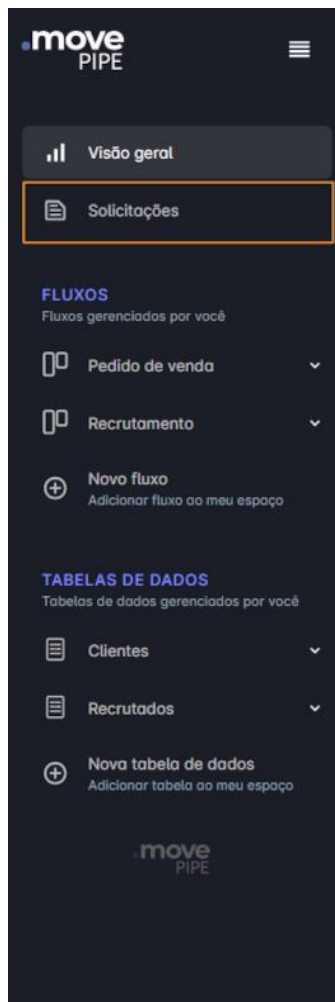 .move
PIPE
Visão geral
Solicitações
FLUXOS
Fluxos gerenciados por você
Pedido de venda
Recrutamento
Novo fluxo
Adicionar fluxo ao meu espaço
TABELAS DE DADOS
Tabelas de dados gerenciados por você
Clientes
Recrutados
Nova tabela de dados
Adicionar tabela ao meu espaço
.move
PIPE